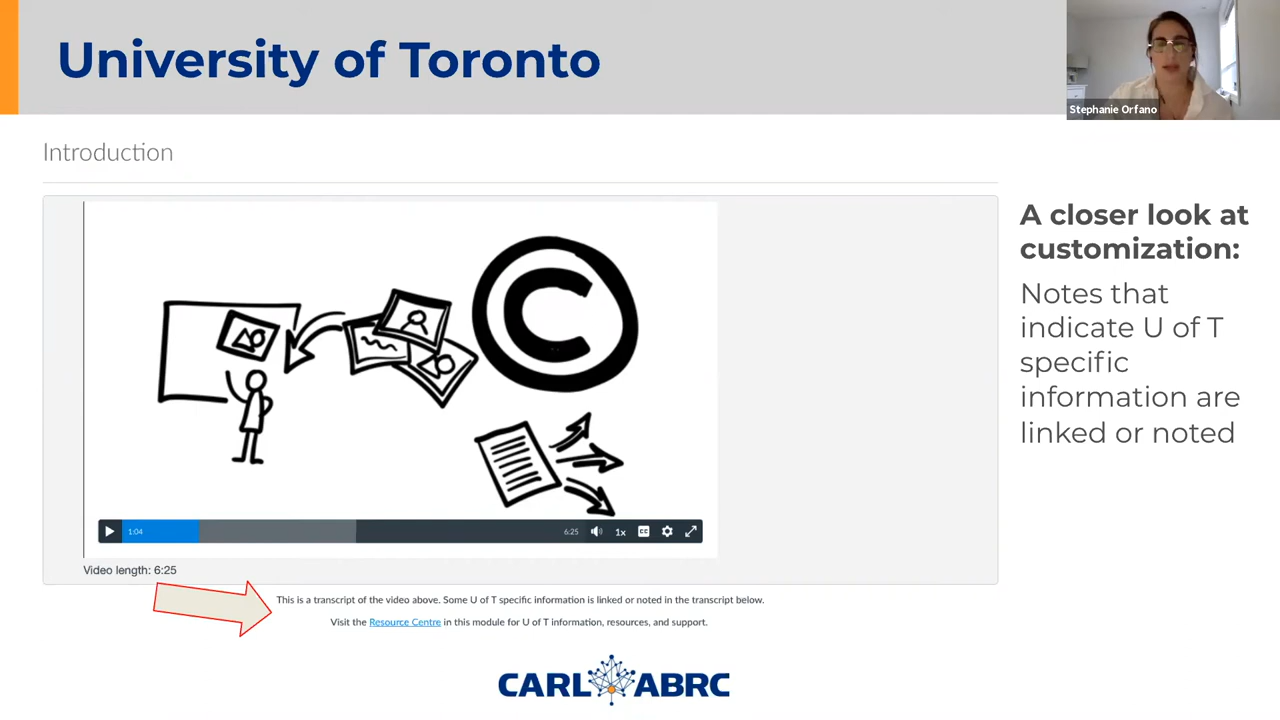 University of Toronto
Stephanie Orfano
Introduction
A closer look at
customization:
Notes that
indicate U of T
specific
information are
linked or noted
C
1:04
6:25
1x
CC
Video length: 6:25
This is a transcript of the video above. Some U of T specific information is linked or noted in the transcript below.
Visit the Resource Centre in this module for U of T information, resources, and support.
CARL ABRC